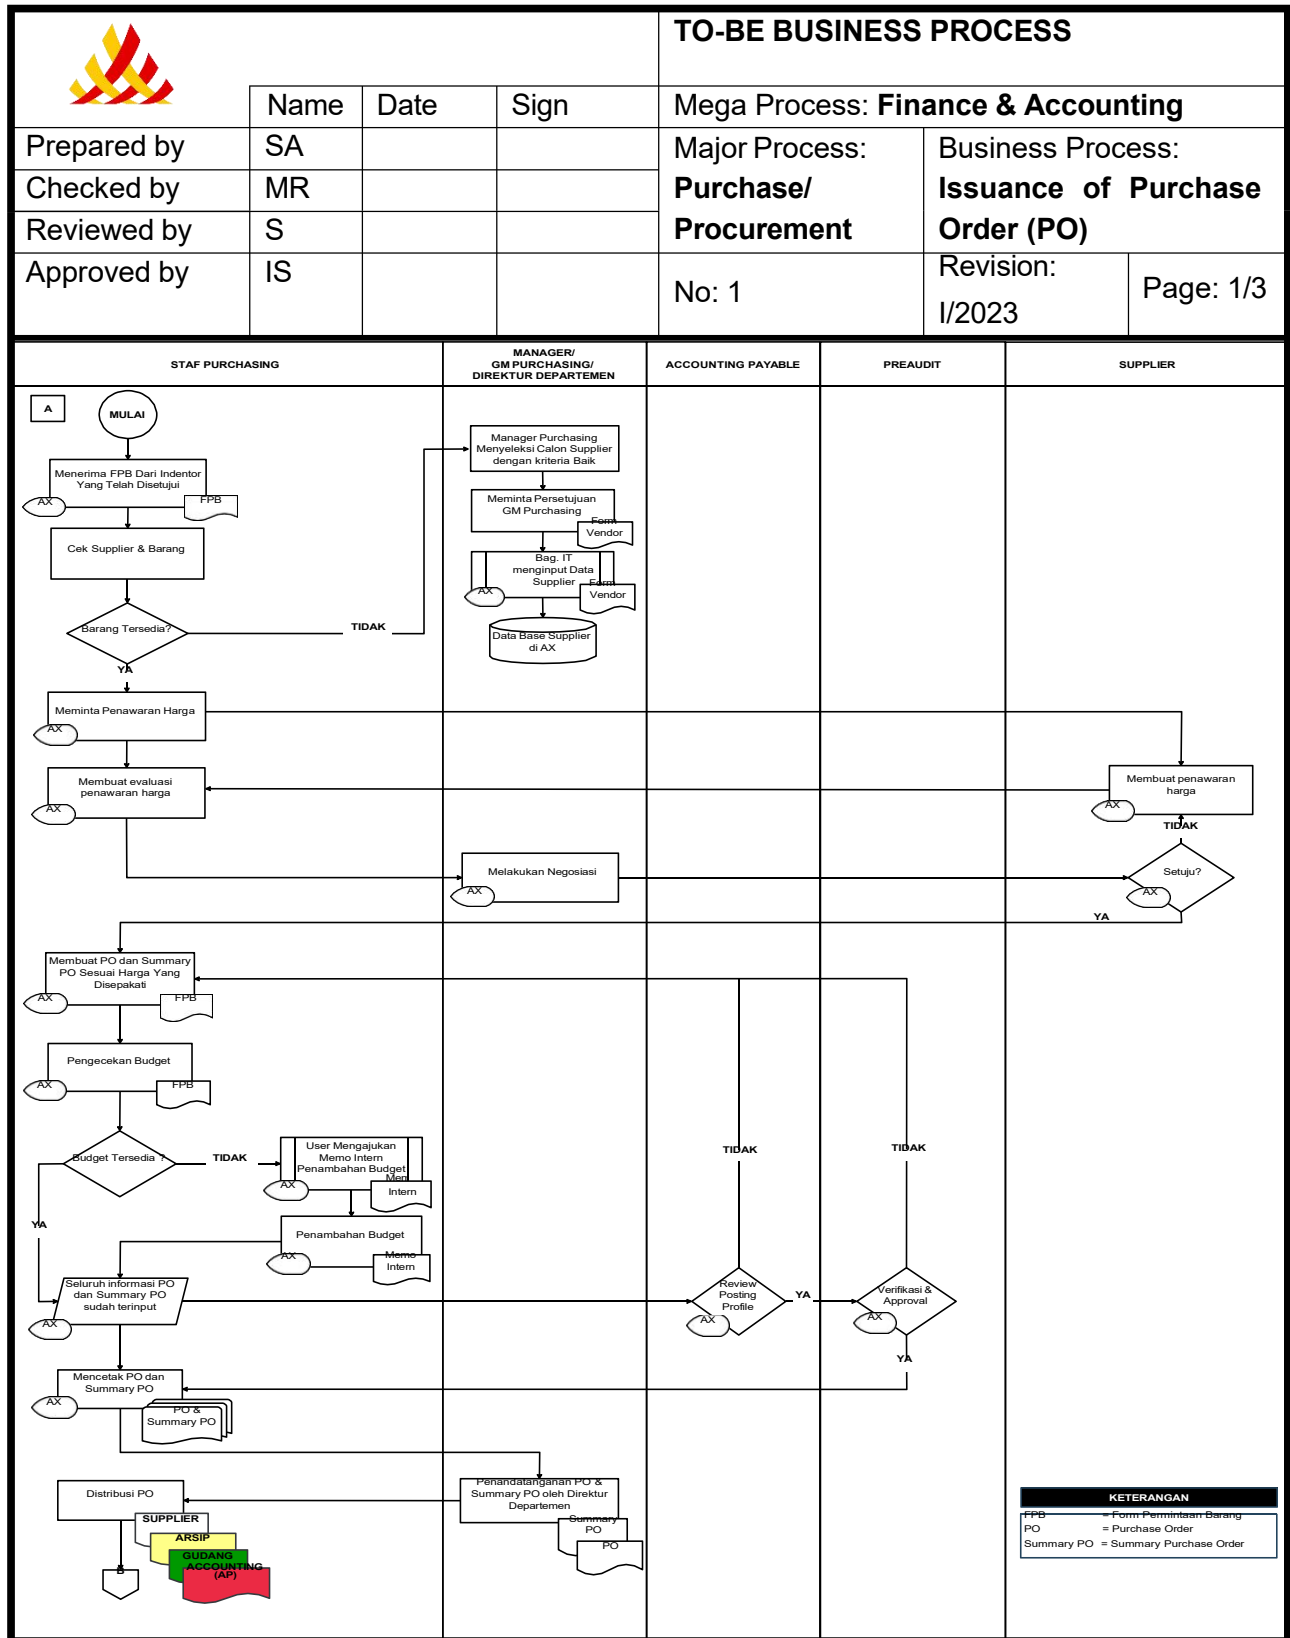 TO-BE BUSINESS PROCESS
Name Date Sign
Mega Process: Finance & Accounting
Prepared by SA
Checked by MR
Reviewed by S
Approved by IS
Major Process:
Purchase/
Procurement
Business Process:
Issuance of Purchase
Order (PO)
No: 1
Revision:
I/2023
Page: 1/3
STAF PURCHASING
MANAGER/
GM PURCHASING/
DIREKTUR DEPARTEMEN
ACCOUNTING PAYABLE
PREAUDIT
SUPPLIER
A
MULAI
Menerima FPB Dari Indentor
Yang Telah Disetujui
AX
FPB
Cek Supplier & Barang
Barang Tersedia?
TIDAK
YA
Manager Purchasing
Menyeleksi Calon Supplier
dengan kriteria Baik
Meminta Persetujuan
GM Purchasing
Form
Vendor
Bag. IT
menginput Data
Supplier
AX
Form
Vendor
Data Base Supplier
di AX
Meminta Penawaran Harga
AX
Membuat evaluasi
penawaran harga
AX
Membuat penawaran
harga
AX
TIDAK
Melakukan Negosiasi
AX
Setuju?
AX
YA
Membuat PO dan Summary
PO Sesuai Harga Yang
Disepakati
AX
FPB
Pengecekan Budget
AX
FPB
Budget Tersedia ?
TIDAK
YA
User Mengajukan
Memo Intern
Penambahan Budget
AX
Mem
Intern
Penambahan Budget
AX
Memo
Intern
TIDAK
TIDAK
Seluruh informasi PO
dan Summary PO
sudah terinput
AX
Review
Posting
Profile
AX
YA
Verifikasi &
Approval
AX
YA
Mencetak PO dan
Summary PO
AX
PO &
Summary PO
Distribusi PO
SUPPLIER
ARSIP
GUDANG
ACCOUNTING
(AP)
B
Penandatanganan PO &
Summary PO oleh Direktur
Departemen
Summary
PO
PO
KETERANGAN
FPB = Form Permintaan Barang
PO = Purchase Order
Summary PO = Summary Purchase Order